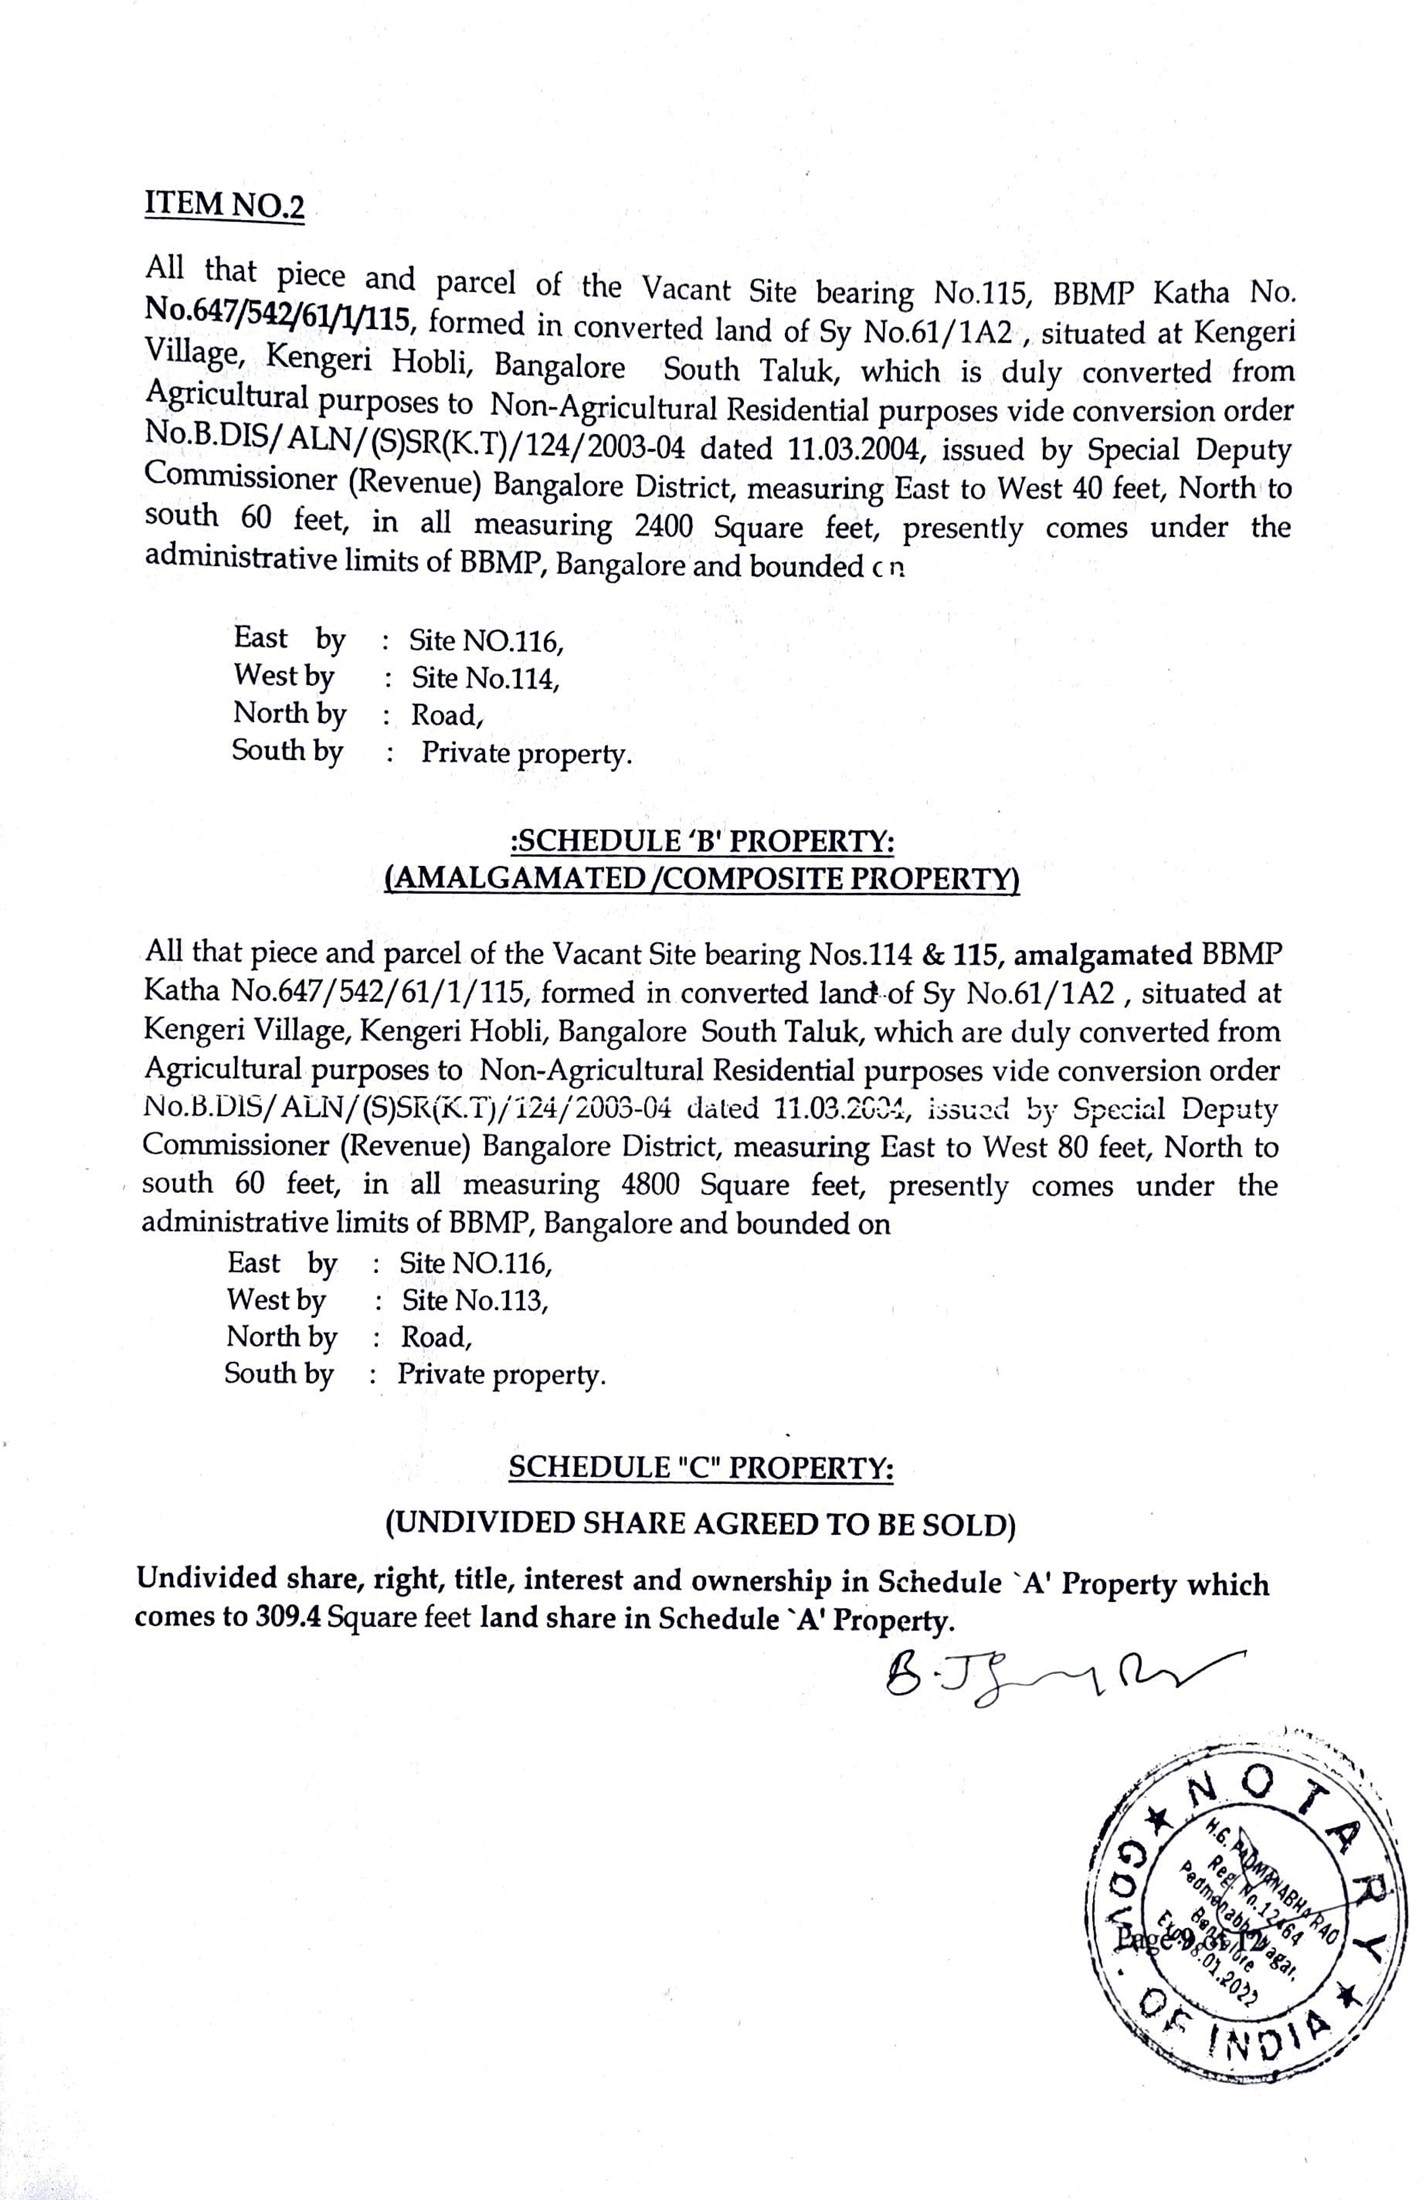 ITEM NO.2
All that piece and parcel of the Vacant Site bearing No.115, BBMP Katha No.
No.647/542/61/1/115, formed in converted land of Sy No.61/1A2 , situated at Kengeri
Village, Kengeri Hobli, Bangalore South Taluk, which is duly converted from
Agricultural purposes to Non-Agricultural Residential purposes vide conversion order
No.B.DIS/ALN/(S)SR(K.T)/124/2003-04 dated 11.03.2004, issued by Special Deputy
Commissioner (Revenue) Bangalore District, measuring East to West 40 feet, North to
south 60 feet, in all measuring 2400 Square feet, presently comes under the
administrative limits of BBMP, Bangalore and bounded on
East by : Site NO.116,
West by : Site No.114,
North by : Road,
South by : Private property.
:SCHEDULE 'B' PROPERTY:
(AMALGAMATED /COMPOSITE PROPERTY)
All that piece and parcel of the Vacant Site bearing Nos.114 & 115, amalgamated BBMP
Katha No.647/542/61/1/115, formed in converted land of Sy No.61/1A2 , situated at
Kengeri Village, Kengeri Hobli, Bangalore South Taluk, which are duly converted from
Agricultural purposes to Non-Agricultural Residential purposes vide conversion order
No.B.DIS/ALN/(S)SR(K.T)/124/2003-04 dated 11.03.2004, issued by Special Deputy
Commissioner (Revenue) Bangalore District, measuring East to West 80 feet, North to
south 60 feet, in all measuring 4800 Square feet, presently comes under the
administrative limits of BBMP, Bangalore and bounded on
East by : Site NO.116,
West by : Site No.113,
North by : Road,
South by : Private property.
SCHEDULE "C" PROPERTY:
(UNDIVIDED SHARE AGREED TO BE SOLD)
Undivided share, right, title, interest and ownership in Schedule `A' Property which
comes to 309.4 Square feet land share in Schedule `A' Property.
NOTARY
GOVT. OF INDIA
H.G. PADMANABHA RAO
Reg. No.12464
Padmanabha Nagar,
Bangalore
Exp. 08.01.2022
Page 9 of 12